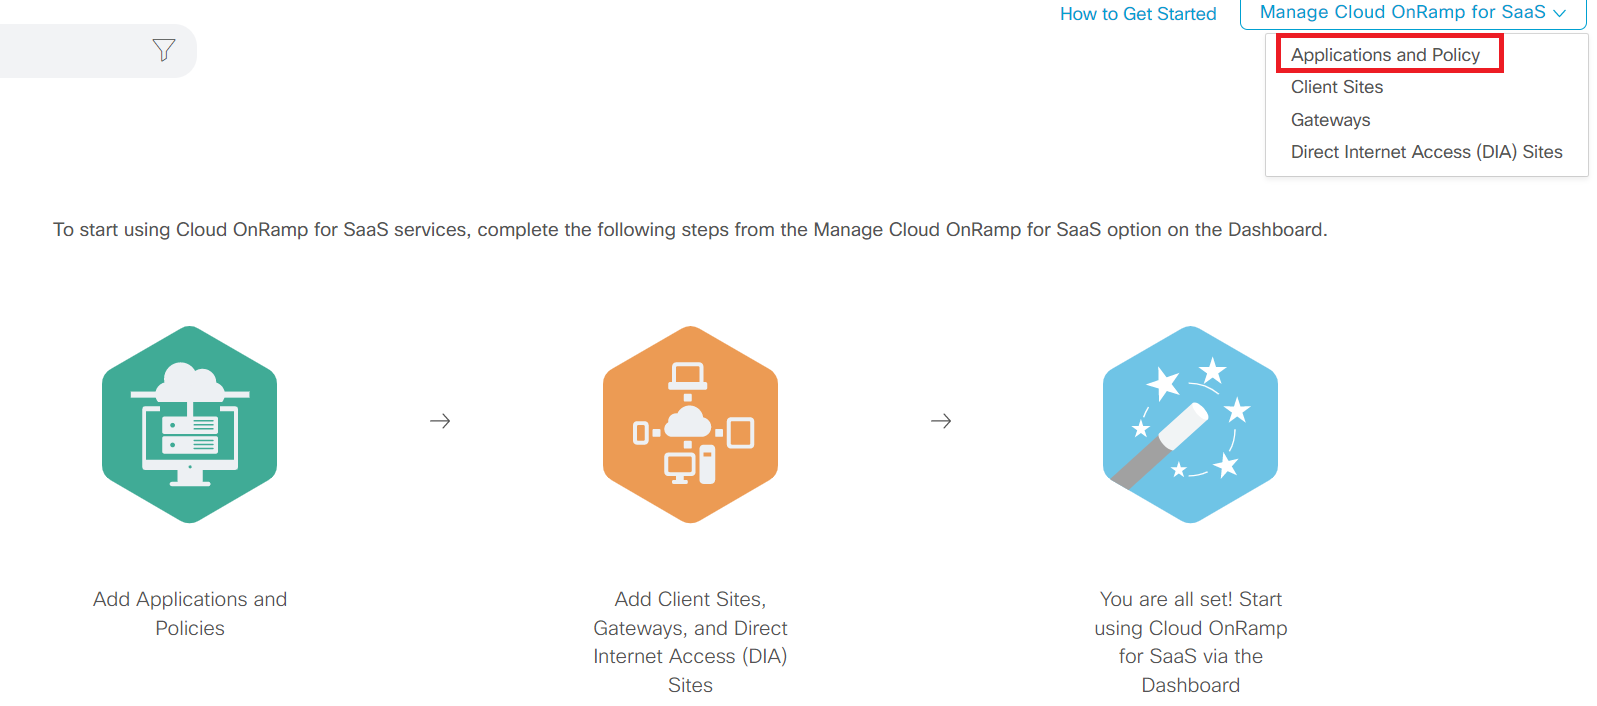 How to Get Started
Manage Cloud OnRamp for SaaS
Applications and Policy
Client Sites
Gateways
Direct Internet Access (DIA) Sites
To start using Cloud OnRamp for SaaS services, complete the following steps from the Manage Cloud OnRamp for SaaS option on the Dashboard.
Add Applications and
Policies
Add Client Sites,
Gateways, and Direct
Internet Access (DIA)
Sites
You are all set! Start
using Cloud OnRamp
for SaaS via the
Dashboard